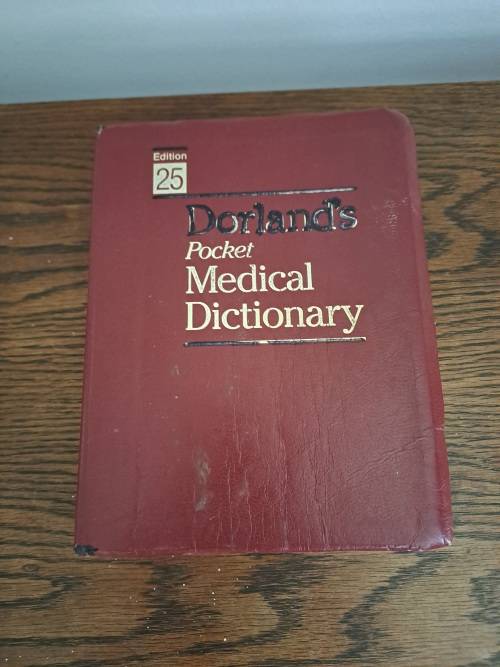 Edition
25
Dorland's
Pocket
Medical
Dictionary